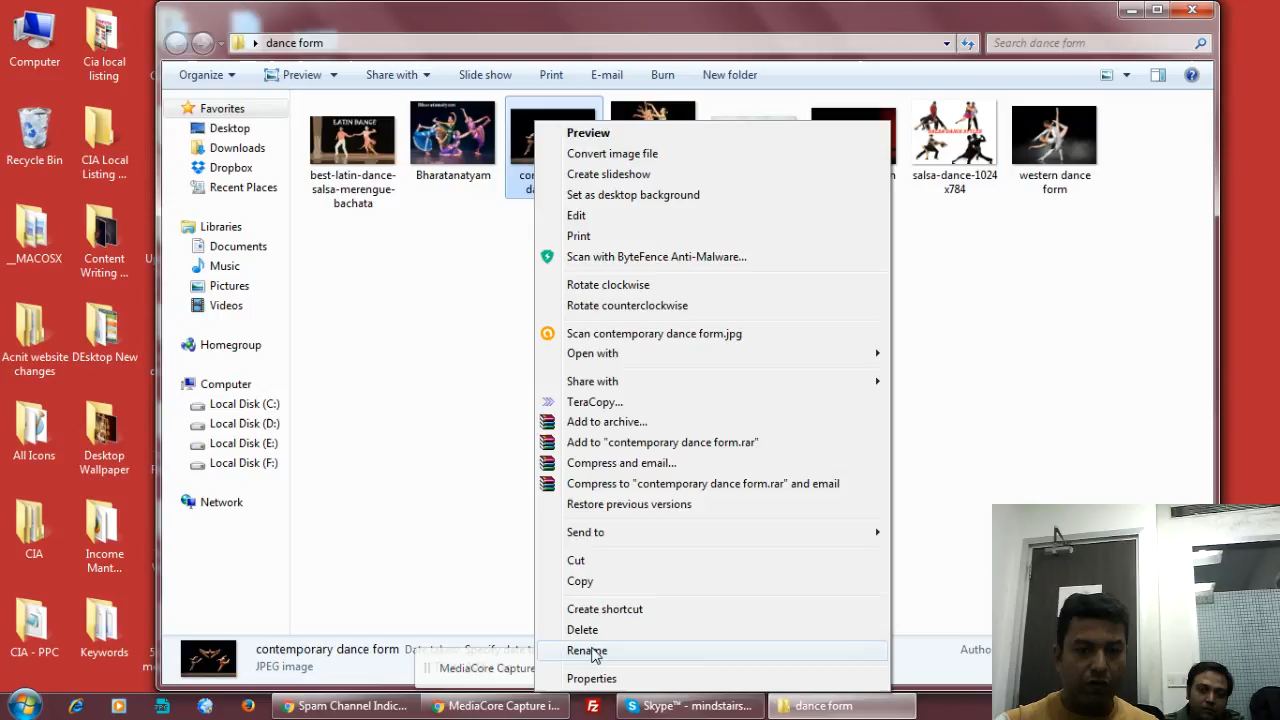 Computer
Cia local
listing
Recycle Bin
CIA Local
Listing ...
__MACOSX
Content
Writing ...
Acnit website
changes
DEsktop New
All Icons
Desktop
Wallpaper
CIA
Income
Mant...
CIA - PPC
Keywords
dance form
Search dance form
Organize
Preview
Share with
Slide show
Print
E-mail
Burn
New folder
Favorites
Desktop
Downloads
Dropbox
Recent Places
Libraries
Documents
Music
Pictures
Videos
Homegroup
Computer
Local Disk (C:)
Local Disk (D:)
Local Disk (E:)
Local Disk (F:)
Network
LATIN DANCE
best-latin-dance-
salsa-merengue-
bachata
Bharatanatyam
Bharatanatyam
SALSA DANCE STYLES
salsa-dance-1024
x784
western dance
form
Preview
Convert image file
Create slideshow
Set as desktop background
Edit
Print
Scan with ByteFence Anti-Malware...
Rotate clockwise
Rotate counterclockwise
Scan contemporary dance form.jpg
Open with
Share with
TeraCopy...
Add to archive...
Add to "contemporary dance form.rar"
Compress and email...
Compress to "contemporary dance form.rar" and email
Restore previous versions
Send to
Cut
Copy
Create shortcut
Delete
Rename
Properties
contemporary dance form
JPEG image
MediaCore Capture
Spam Channel Indic...
MediaCore Capture i...
Skype™ - mindstairs...
dance form